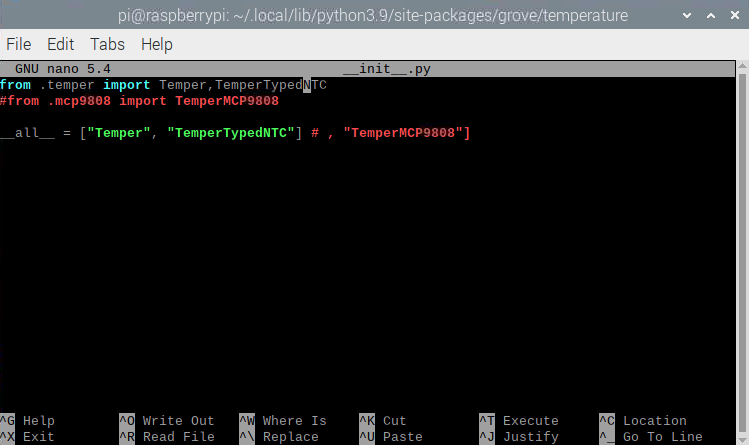 pi@raspberrypi: ~/.local/lib/python3.9/site-packages/grove/temperature
File Edit Tabs Help
GNU nano 5.4 __init__.py
from .temper import Temper,TemperTypedNTC
#from .mcp9808 import TemperMCP9808
__all__ = ["Temper", "TemperTypedNTC"] # , "TemperMCP9808"]
^G Help ^O Write Out ^W Where Is ^K Cut ^T Execute ^C Location
^X Exit ^R Read File ^\ Replace ^U Paste ^J Justify ^_ Go To Line